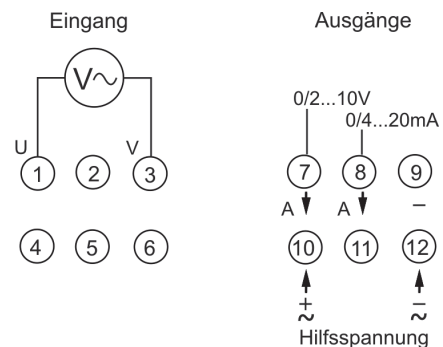 Eingang Ausgänge
V~
0/2...10V
0/4...20mA
U V
1 2 3 7 8 9
A A –
4 5 6 10 11 12
+ –
~ ~
Hilfsspannung